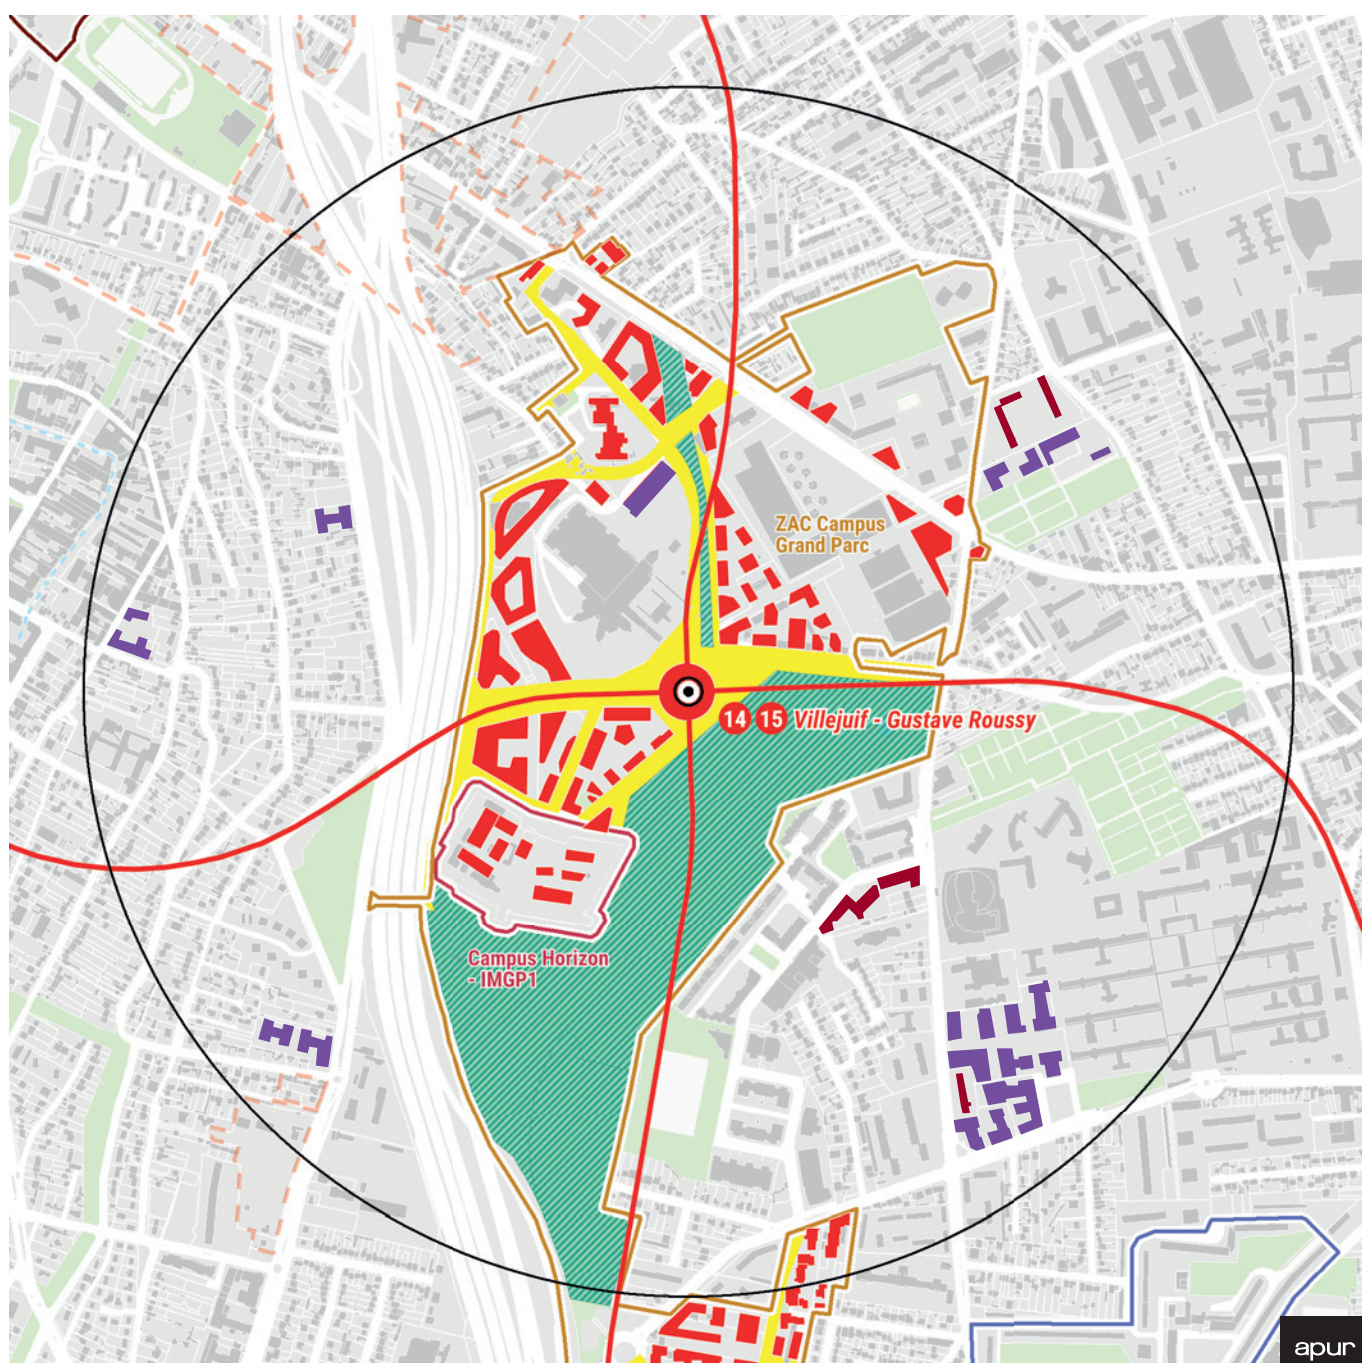 ZAC Campus
Grand Parc
14 15 Villejuif - Gustave Roussy
Campus Horizon
- IMGP1
apur